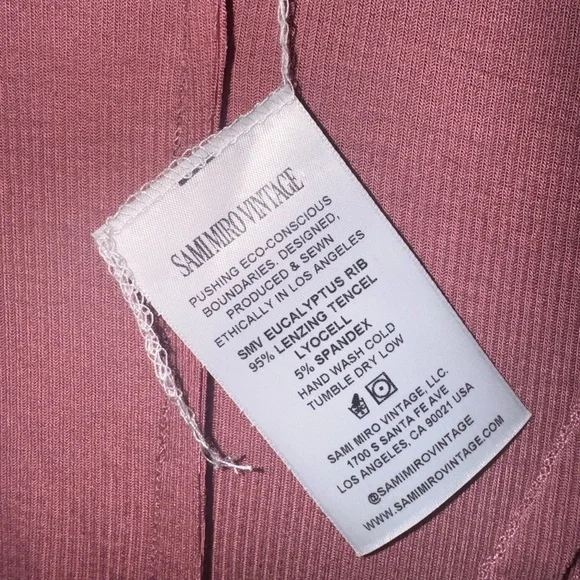 SAMI MIRO VINTAGE
PUSHING ECO-CONSCIOUS
BOUNDARIES. DESIGNED,
PRODUCED & SEWN
ETHICALLY IN LOS ANGELES
SMV EUCALYPTUS RIB
95% LENZING TENCEL
LYOCELL
5% SPANDEX
HAND WASH COLD
TUMBLE DRY LOW
SAMI MIRO VINTAGE, LLC.
1700 S SANTA FE AVE
LOS ANGELES, CA 90021 USA
@SAMIMIROVINTAGE
WWW.SAMIMIROVINTAGE.COM